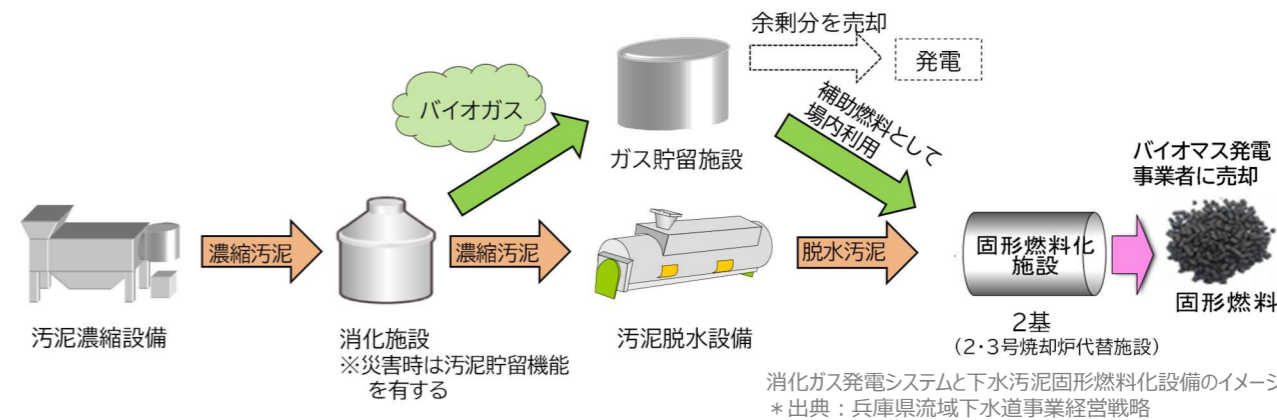 余剰分を売却
発電
バイオガス
補助燃料として
場内利用
ガス貯留施設
バイオマス発電
事業者に売却
濃縮汚泥
濃縮汚泥
脱水汚泥
固形燃料化
施設
固形燃料
汚泥濃縮設備
消化施設
※災害時は汚泥貯留機能
を有する
汚泥脱水設備
2基
(2・3号焼却炉代替施設)
消化ガス発電システムと下水汚泥固形燃料化設備のイメージ
*出典:兵庫県流域下水道事業経営戦略